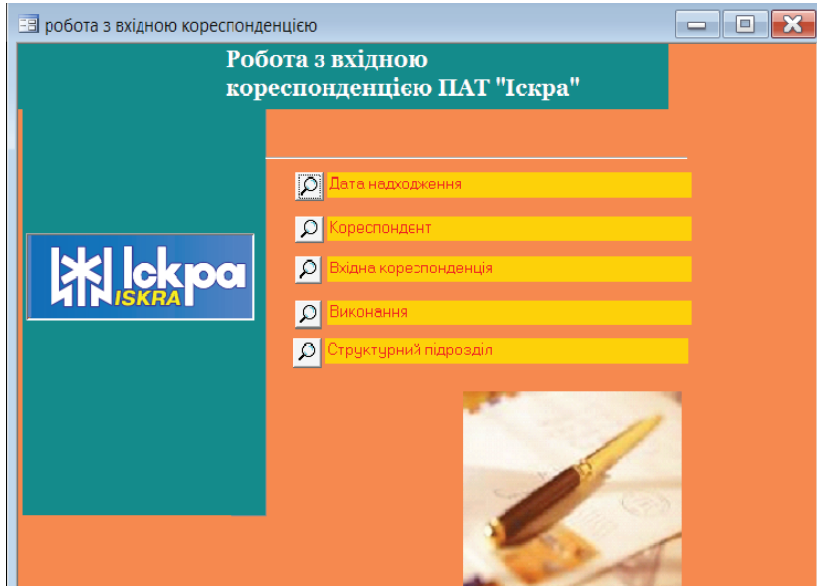 робота з вхідною кореспонденцією
Робота з вхідною
кореспонденцією ПАТ "Іскра"
Дата надходження
Кореспондент
Іскра
ISKRA
Вхідна кореспонденція
Виконання
Структурний підрозділ